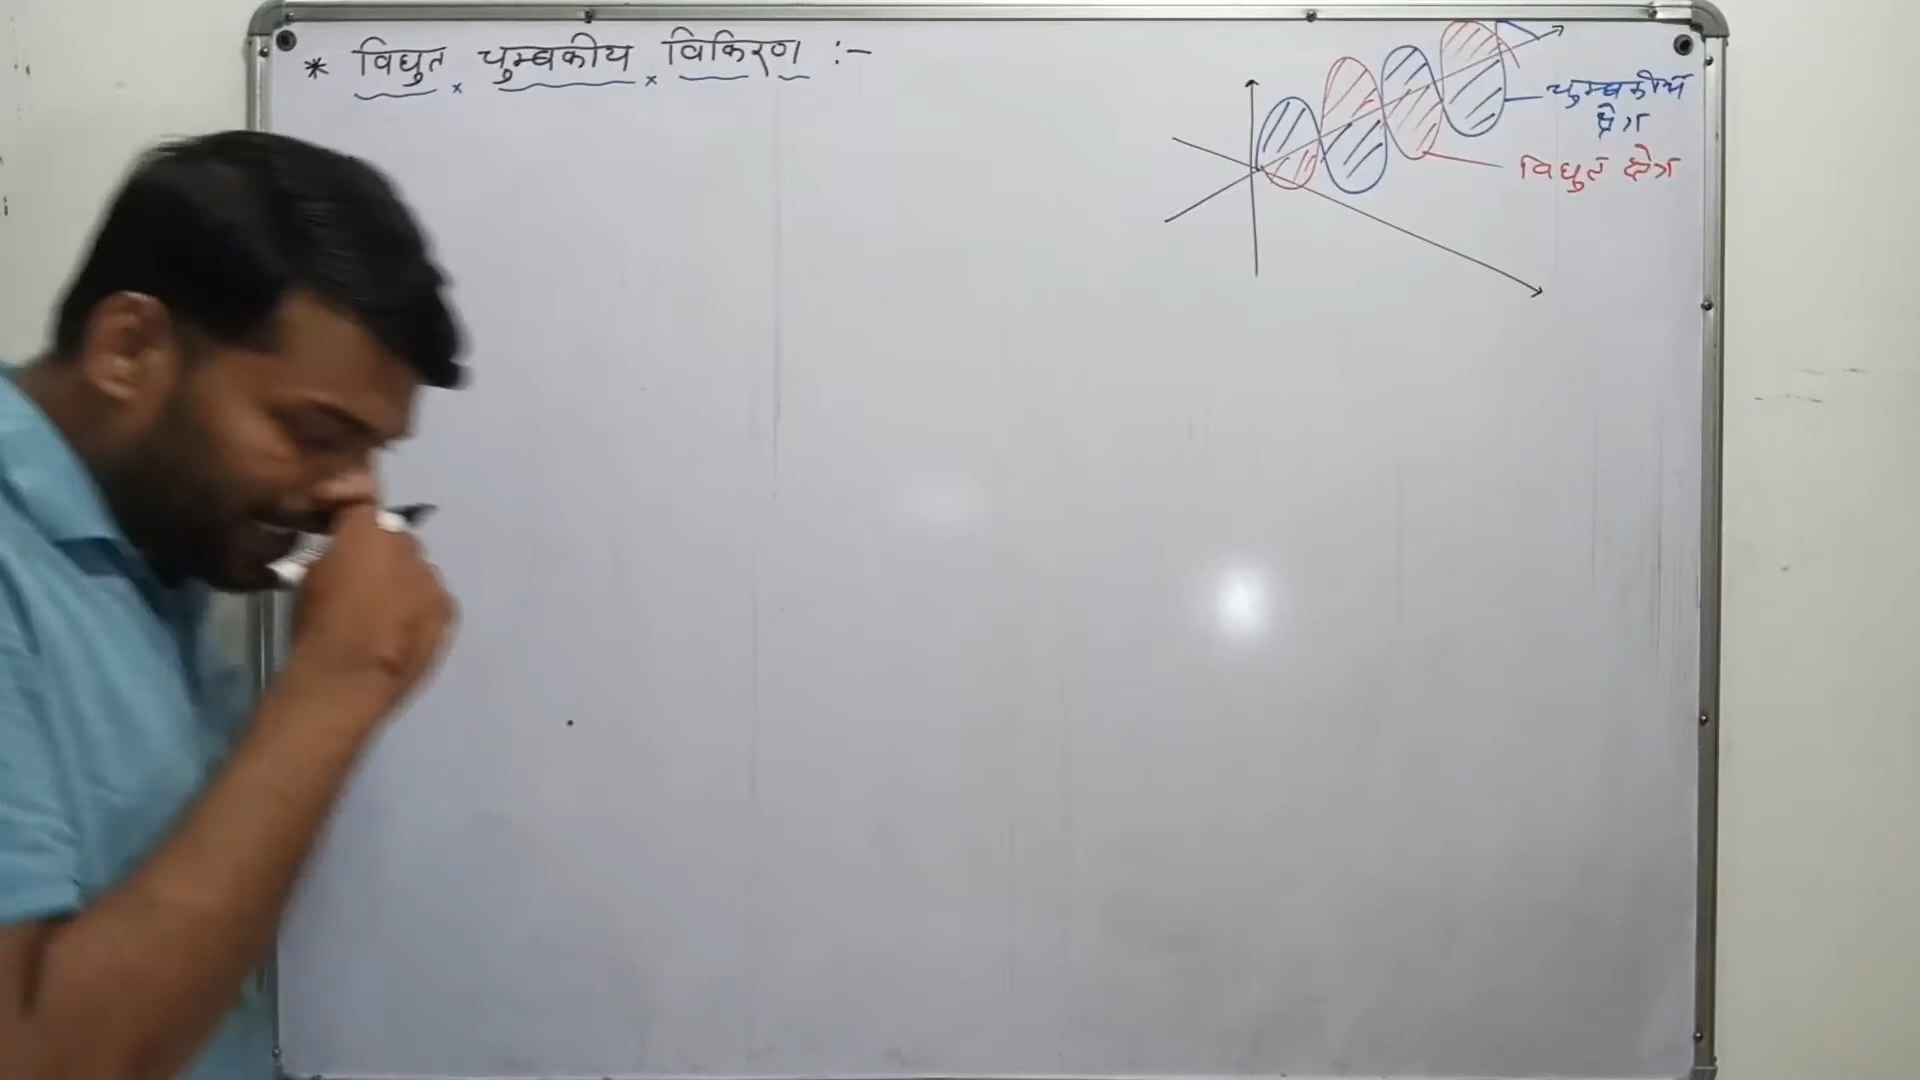 * विद्युत चुम्बकीय विकिरण :-
चुम्बकीय
क्षेत्र
विद्युत क्षेत्र